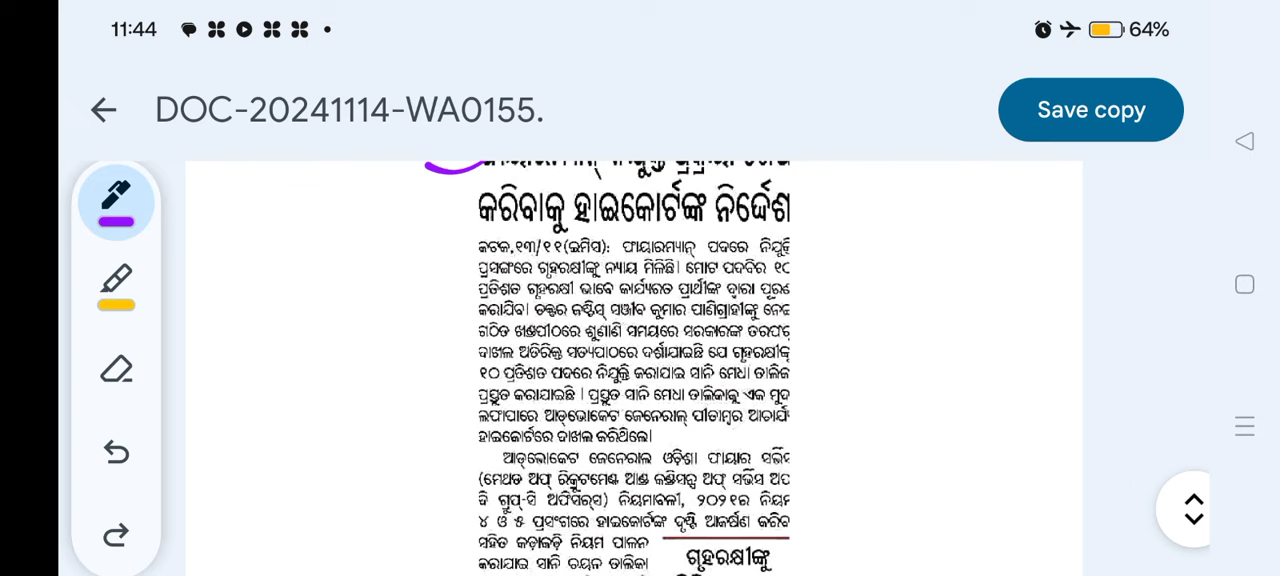 11:44
64%
DOC-20241114-WA0155.
Save copy
କରିବାକୁ ହାଇକୋର୍ଟଙ୍କ ନିର୍ଦ୍ଦେଶ
କଟକ,୧୩/୧୧(ଇମିସ): ଫାୟାରମ୍ୟାନ୍ ପଦରେ ନିଯୁକ୍ତି
ପ୍ରସଙ୍ଗରେ ଗୃହରକ୍ଷୀଙ୍କୁ ନ୍ୟାୟ ମିଳିଛି। ମୋଟ ପଦବିର ୧୦
ପ୍ରତିଶତ ଗୃହରକ୍ଷୀ ଭାବେ କାର୍ଯ୍ୟରତ ପ୍ରାର୍ଥୀଙ୍କ ଦ୍ୱାରା ପୂରଣ
କରାଯିବ। ଡକ୍ଟର ଜଷ୍ଟିସ୍ ସଞ୍ଜୀବ କୁମାର ପାଣିଗ୍ରାହୀଙ୍କୁ ନେଇ
ଗଠିତ ଖଣ୍ଡପୀଠରେ ଶୁଣାଣି ସମୟରେ ସରକାରଙ୍କ ତରଫରୁ
ଦାଖଲ ଅତିରିକ୍ତ ସତ୍ୟପାଠରେ ଦର୍ଶାଯାଇଛି ଯେ ଗୃହରକ୍ଷୀଙ୍କୁ
୧୦ ପ୍ରତିଶତ ପଦରେ ନିଯୁକ୍ତି କରାଯାଇ ସାନି ମେଧା ତାଲିକା
ପ୍ରସ୍ତୁତ କରାଯାଇଛି । ପ୍ରସ୍ତୁତ ସାନି ମେଧା ତାଲିକାକୁ ଏକ ମୁଦ
ଲଫାପାରେ ଆଡ୍‌ଭୋକେଟ ଜେନେରାଲ୍ ପୀତାମ୍ବର ଆଚାର୍ଯ୍ୟ
ହାଇକୋର୍ଟରେ ଦାଖଲ କରିଥିଲେ।
ଆଡ୍‌ଭୋକେଟ ଜେନେରାଲ ଓଡ଼ିଶା ଫାୟାର ସର୍ଭିସ
(ମେଥଡ ଅଫ୍ ରିକ୍ରୁଟମେଣ୍ଟ ଆଣ୍ଡ କଣ୍ଡିସନ୍ସ ଅଫ୍ ସର୍ଭିସ ଅଫ
ଦି ଗ୍ରୁପ୍-ସି ଅଫିସର୍‌ସ) ନିୟମାବଳୀ, ୨୦୨୧ର ନିୟମ
୪ ଓ ୫ ପ୍ରସଂଗରେ ହାଇକୋର୍ଟଙ୍କ ଦୃଷ୍ଟି ଆକର୍ଷଣ କରିବ
ସହିତ କଡ଼ାକଡ଼ି ନିୟମ ପାଳନ
କରାଯାଇ ସାନି ଚୟନ ତାଲିକା
ଗୃହରକ୍ଷୀଙ୍କୁ